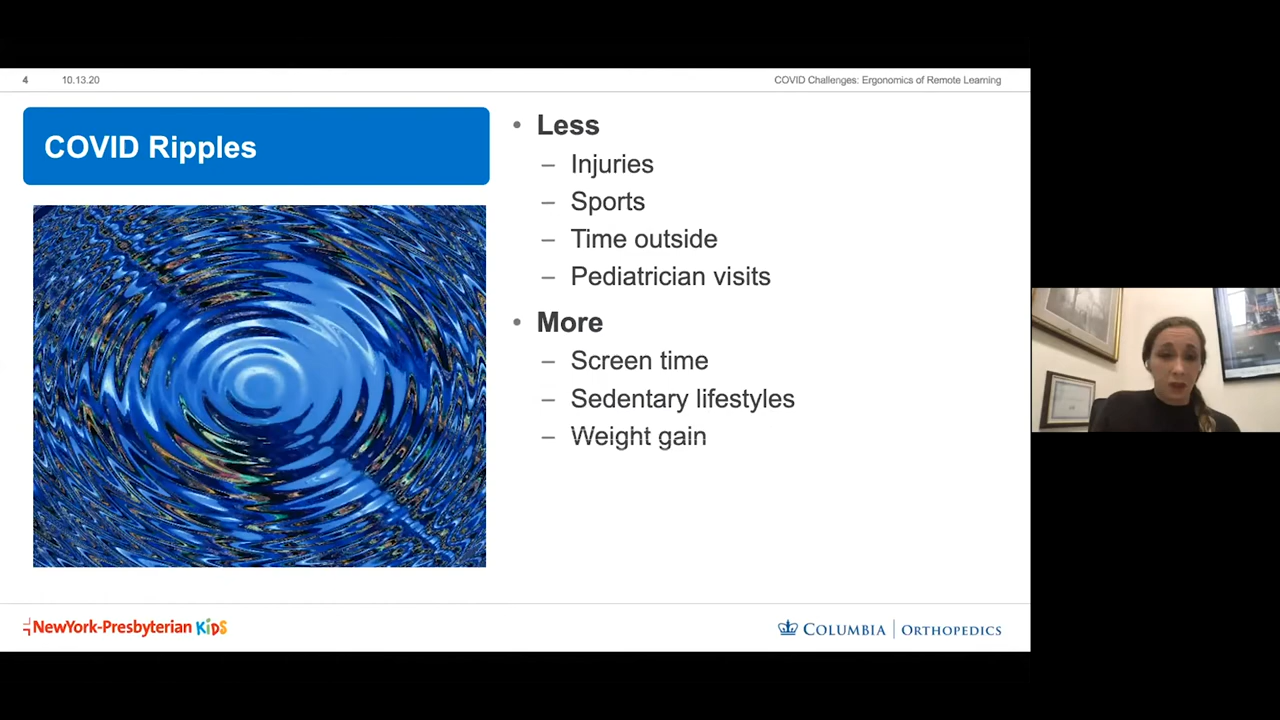 4 10.13.20 COVID Challenges: Ergonomics of Remote Learning
COVID Ripples
• Less
– Injuries
– Sports
– Time outside
– Pediatrician visits
• More
– Screen time
– Sedentary lifestyles
– Weight gain
NewYork-Presbyterian KiDS
COLUMBIA | ORTHOPEDICS